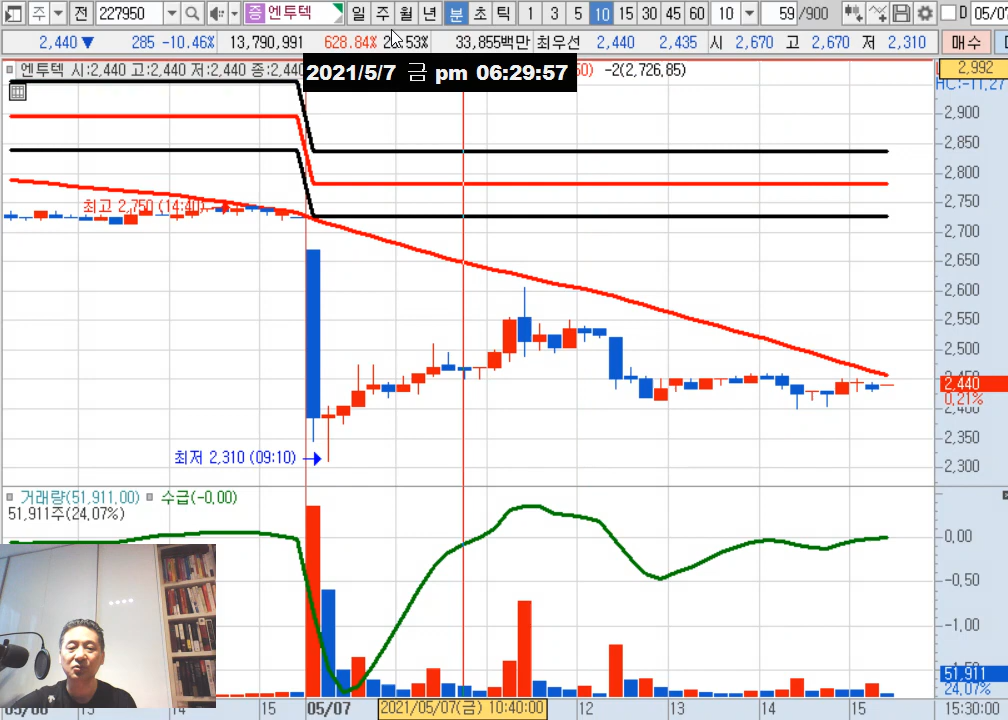 주 전 227950 증 엔투텍 일 주 월 년 분 초 틱 1 3 5 10 15 30 45 60 10 59 /900 D 05/0
2,440 ▼ 285 -10.46% 13,790,991 628.84% 33,855백만 최우선 2,440 2,435 시 2,670 고 2,670 저 2,310 매수
엔투텍 시:2,440 고:2,440 저:2,440 종:2,440
2021/5/7 금 pm 06:29:57
-2(2,726,85)
2,992
HC:-11,27
2,900
2,850
2,800
2,750
최고 2,750 (14:40)
2,700
2,650
2,600
2,550
2,500
2,440
0,21%
2,400
2,350
최저 2,310 (09:10)
2,300
거래량(51,911,00) 수급(-0,00)
51,911주(24,07%)
0,00
-0,50
-1,00
51,911
24,07%
13 14 15 05/07 2021/05/07(금) 10:40:00 12 13 14 15 15:30:00